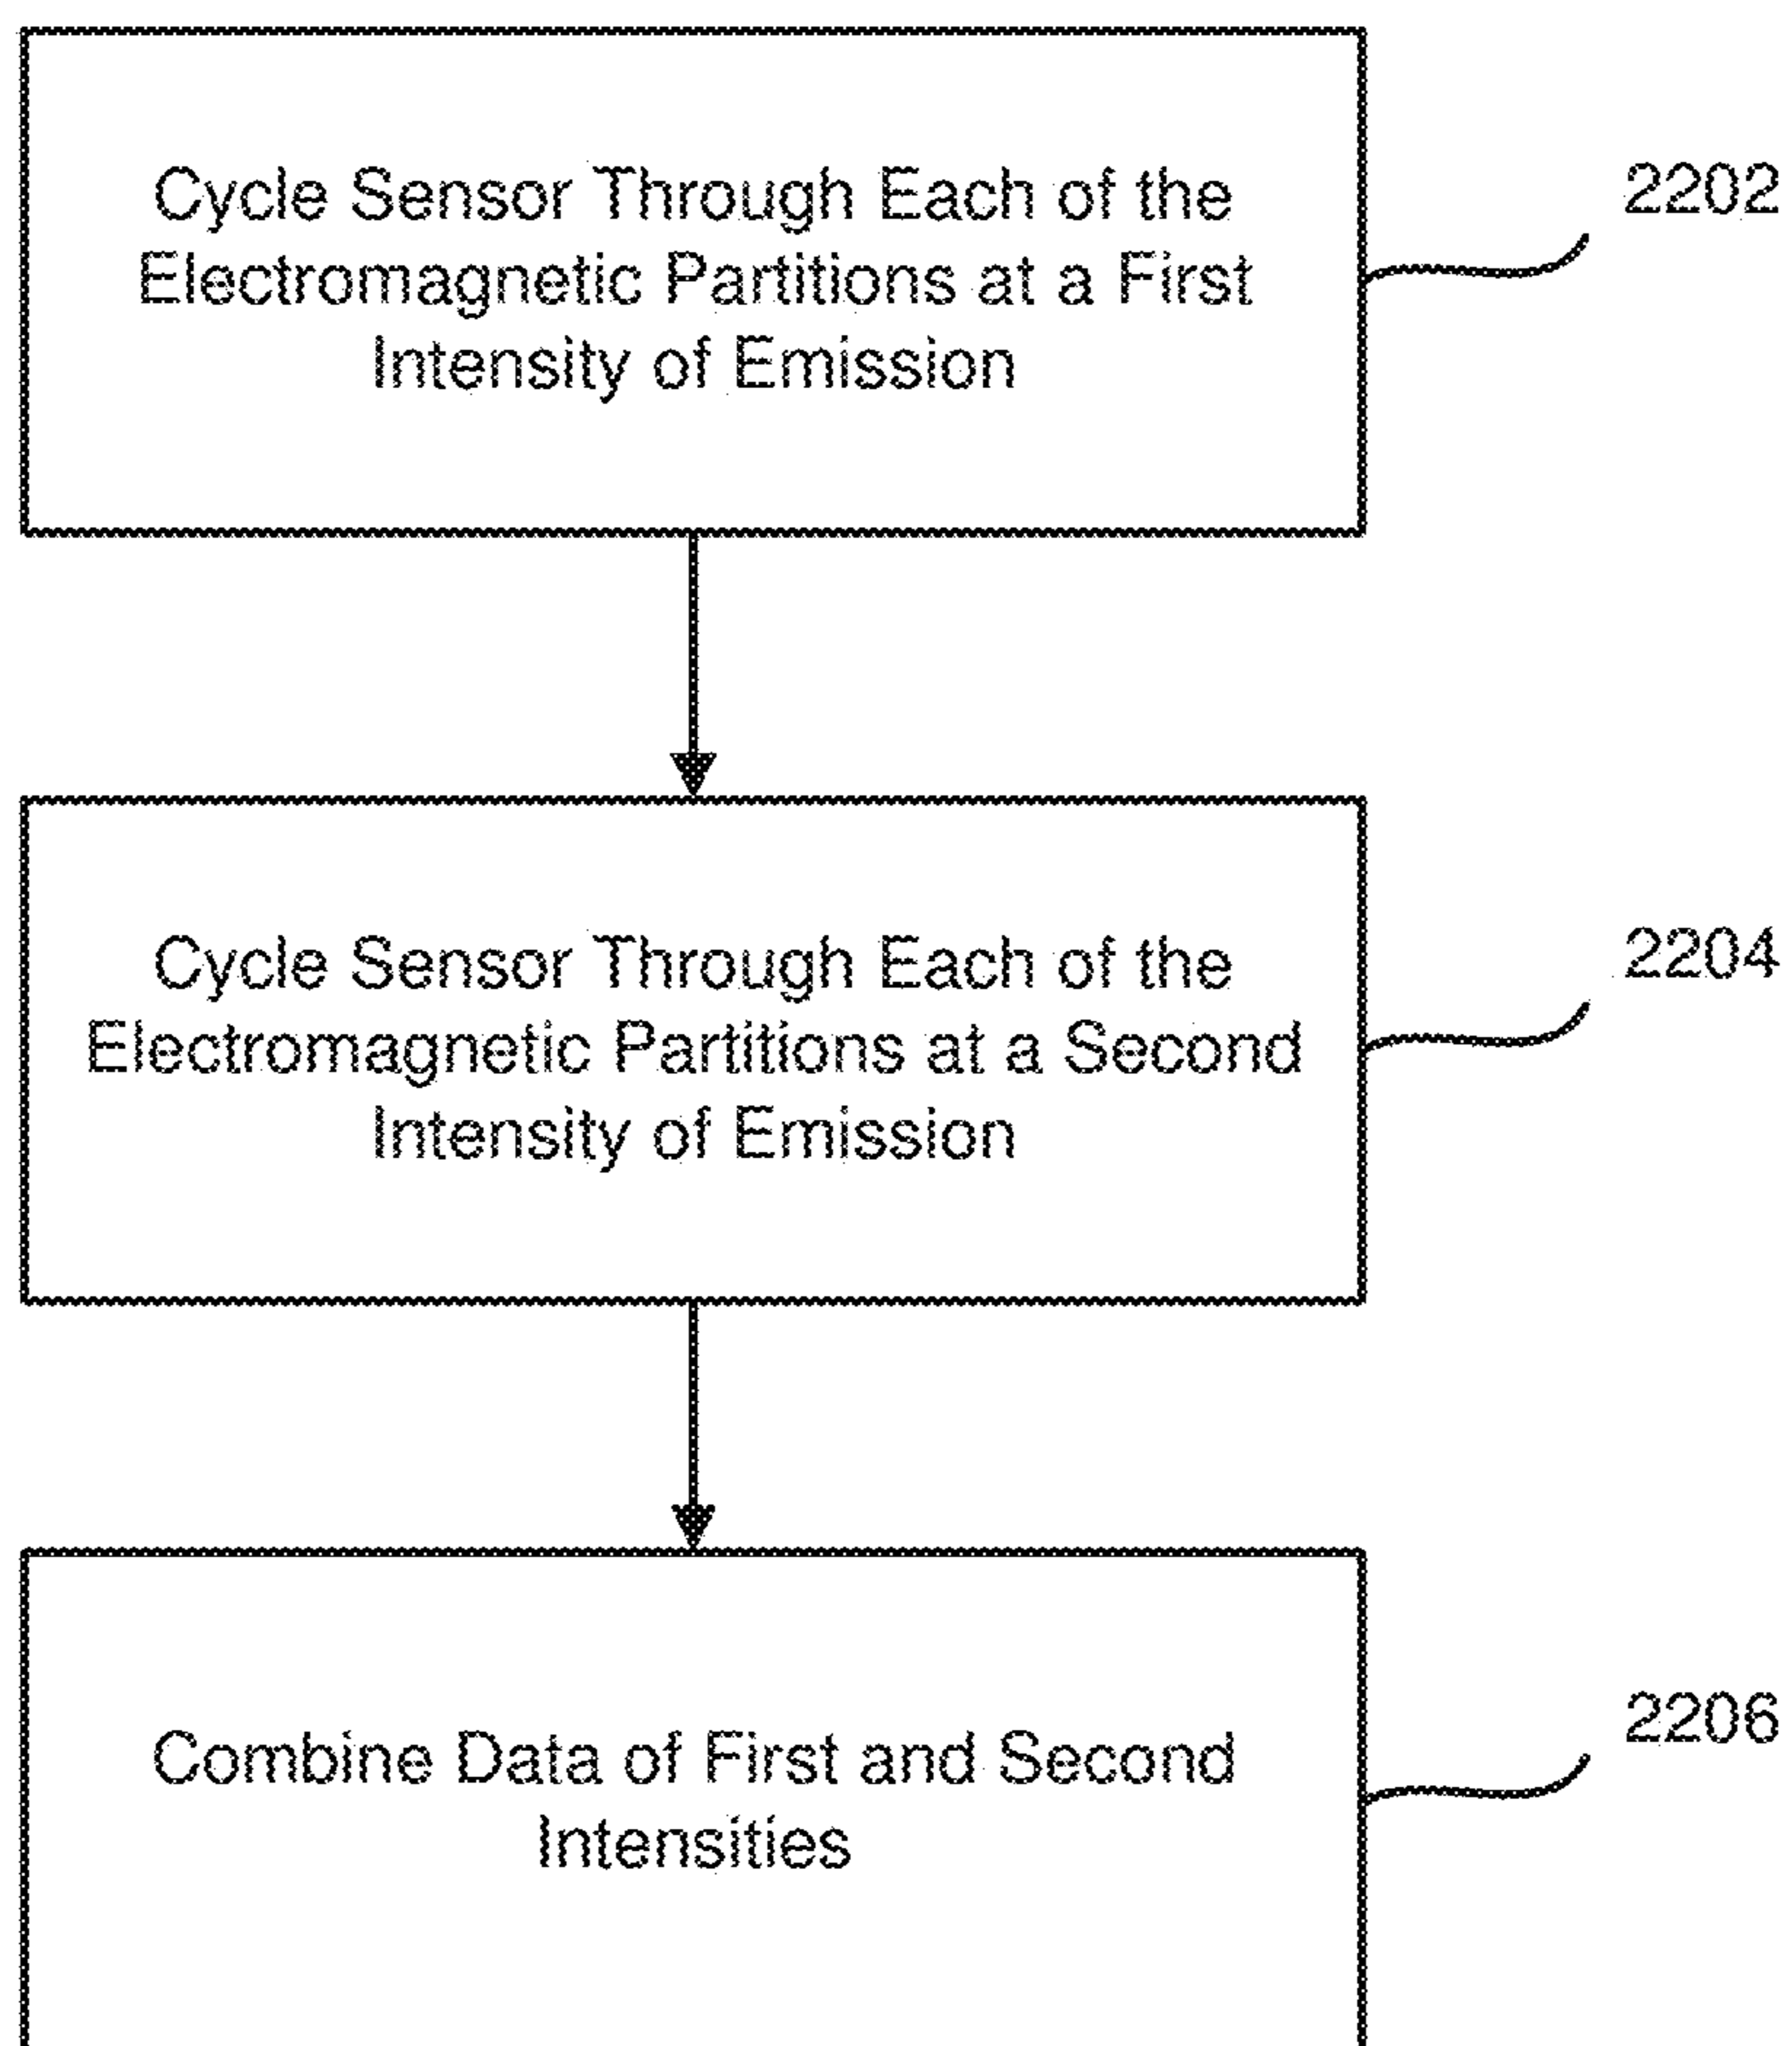 Cycle Sensor Through Each of the
Electromagnetic Partitions at a First
Intensity of Emission
2202
Cycle Sensor Through Each of the
Electromagnetic Partitions at a Second
Intensity of Emission
2204
Combine Data of First and Second
Intensities
2206